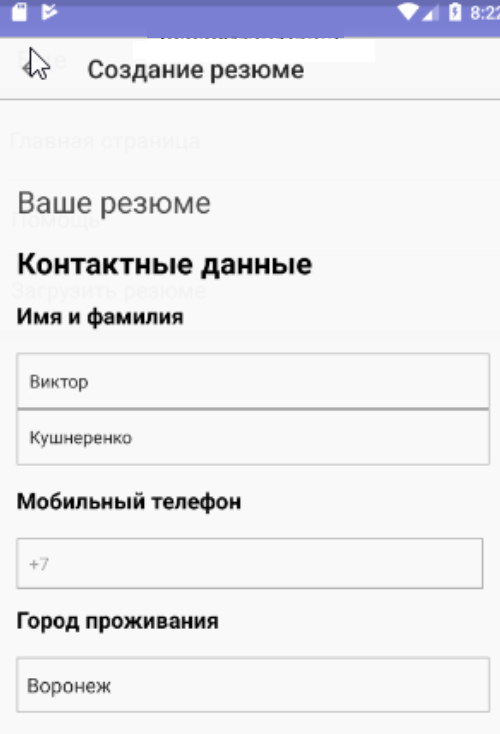 8:22
Создание резюме
Главная страница
Ваше резюме
Помощь
Контактные данные
Загрузить резюме
Имя и фамилия
Виктор
Кушнеренко
Мобильный телефон
+7
Город проживания
Воронеж